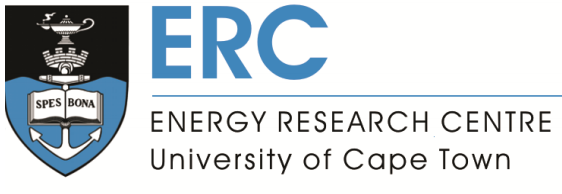 ERC
SPES BONA
ENERGY RESEARCH CENTRE
University of Cape Town